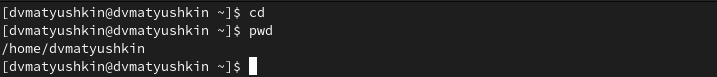 [dvmatyushkin@dvmatyushkin ~]$ cd
[dvmatyushkin@dvmatyushkin ~]$ pwd
/home/dvmatyushkin
[dvmatyushkin@dvmatyushkin ~]$